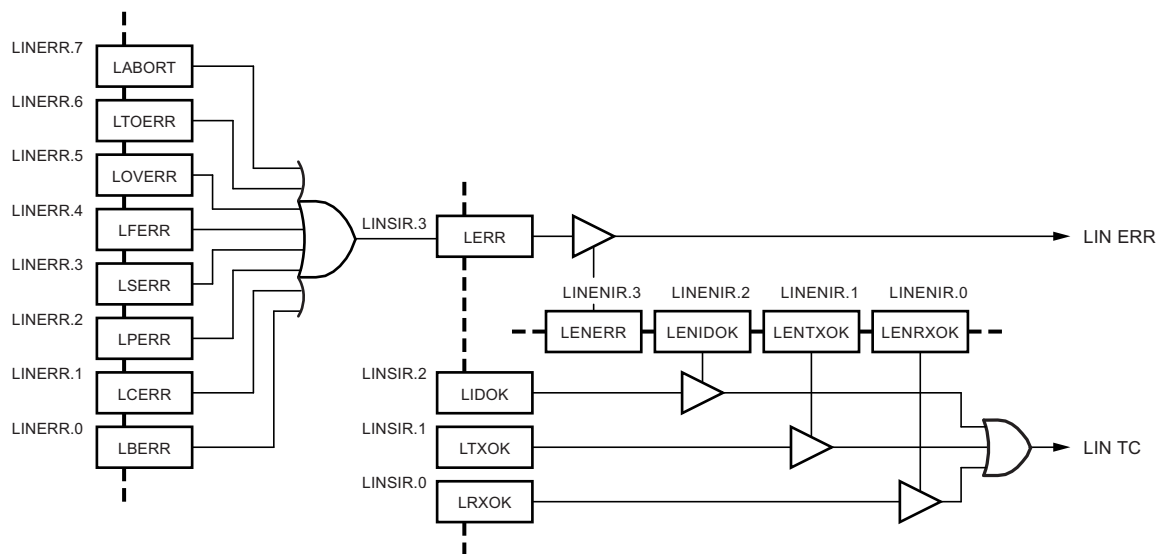 LINERR.7
LABORT
LINERR.6
LTOERR
LINERR.5
LOVERR
LINERR.4
LFERR
LINERR.3
LSERR
LINERR.2
LPERR
LINERR.1
LCERR
LINERR.0
LBERR
LINSIR.3
LERR
LIN ERR
LINENIR.3 LINENIR.2 LINENIR.1 LINENIR.0
LENERR LENIDOK LENTXOK LENRXOK
LINSIR.2
LIDOK
LINSIR.1
LTXOK
LIN TC
LINSIR.0
LRXOK